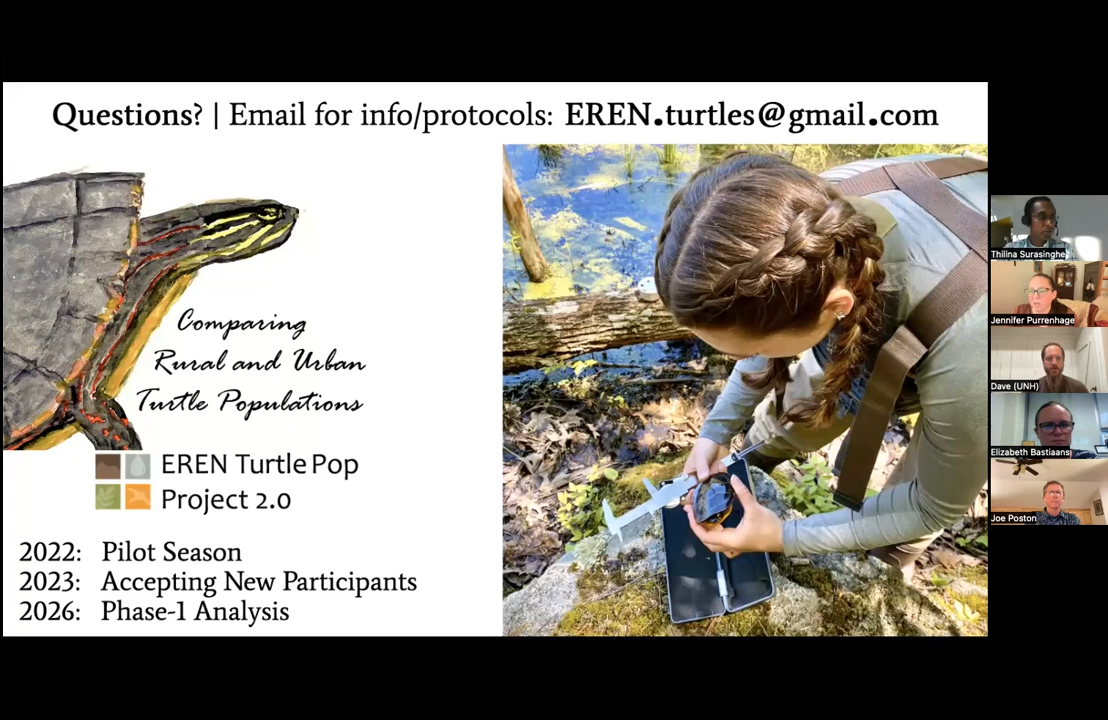 Questions? | Email for info/protocols: EREN.turtles@gmail.com
Comparing
Rural and Urban
Turtle Populations
EREN Turtle Pop
Project 2.0
2022: Pilot Season
2023: Accepting New Participants
2026: Phase-1 Analysis
Thilina Surasinghe
Jennifer Purrenhage
Dave (UNH)
Elizabeth Bastiaans
Joe Poston